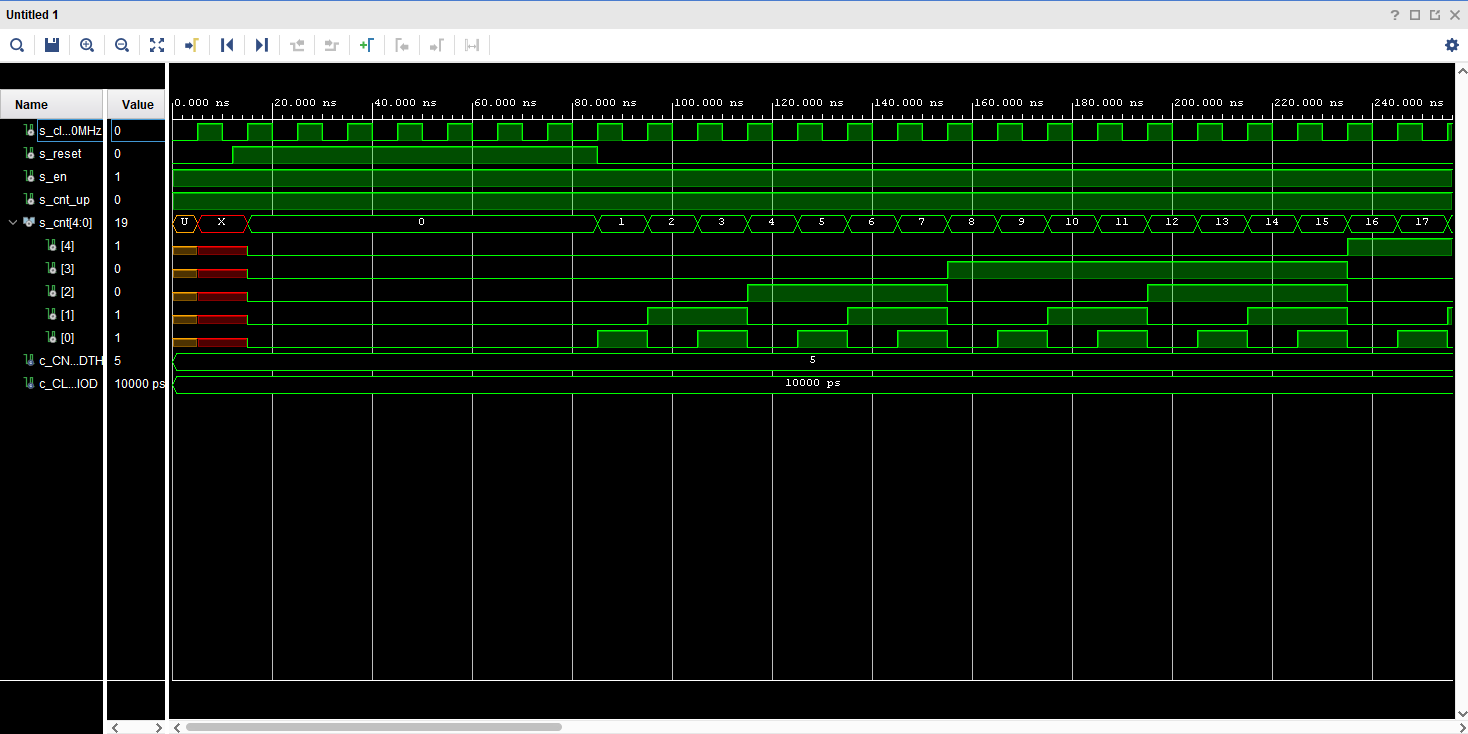 Untitled 1
Name Value
0.000 ns 20.000 ns 40.000 ns 60.000 ns 80.000 ns 100.000 ns 120.000 ns 140.000 ns 160.000 ns 180.000 ns 200.000 ns 220.000 ns 240.000 ns
s_cl...0MHz 0
s_reset 0
s_en 1
s_cnt_up 0
s_cnt[4:0] 19 U X 0 1 2 3 4 5 6 7 8 9 10 11 12 13 14 15 16 17
[4] 1
[3] 0
[2] 0
[1] 1
[0] 1
c_CN...DTH 5 5
c_CL...IOD 10000 ps 10000 ps